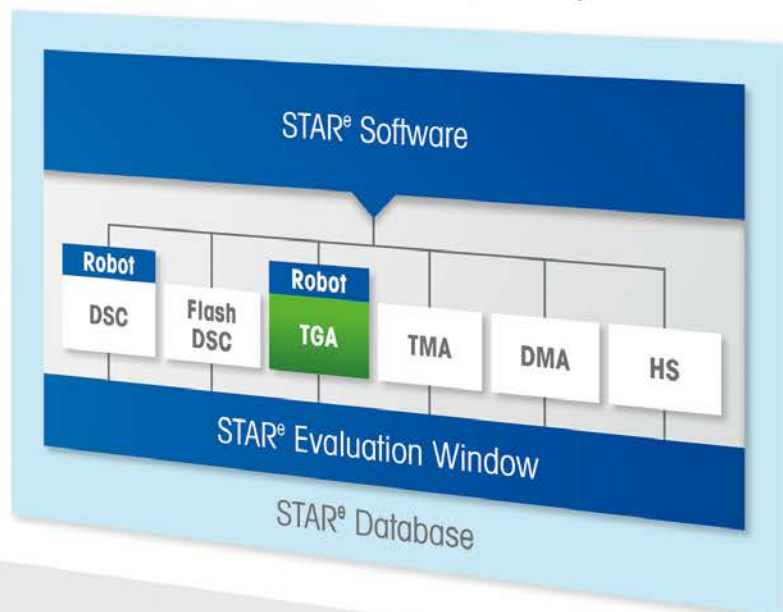 STARᵉ Software
Robot
DSC
Flash
DSC
Robot
TGA
TMA
DMA
HS
STARᵉ Evaluation Window
STARᵉ Database